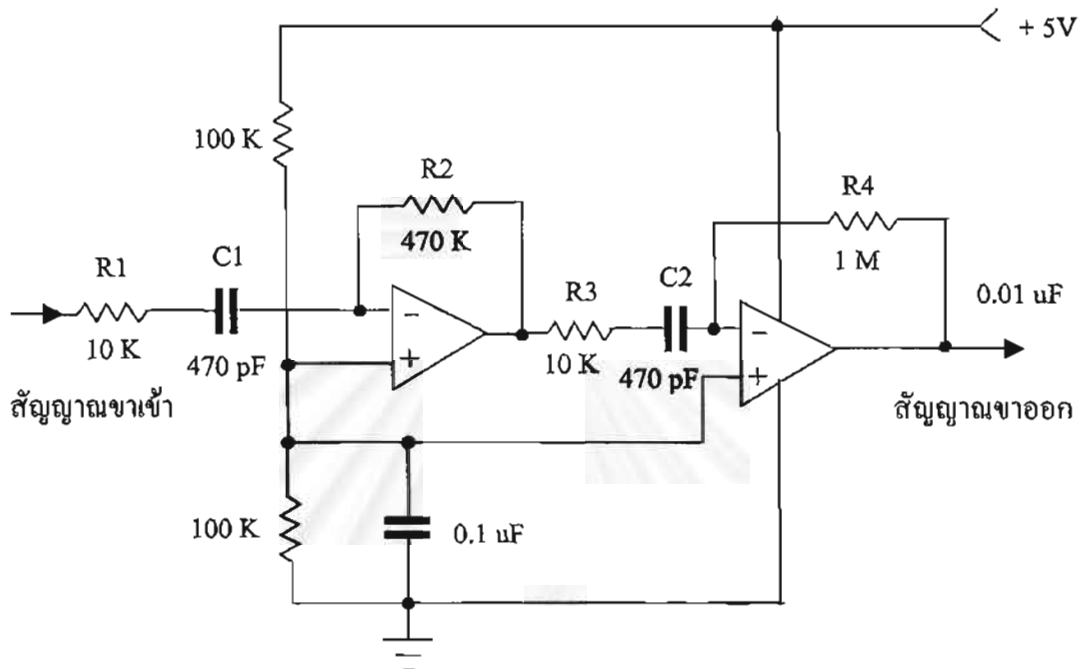 + 5V
100 K
R2
470 K
R4
1 M
R1
C1
10 K
470 pF
R3
C2
10 K
470 pF
0.01 uF
สัญญาณขาเข้า
สัญญาณขาออก
-
+
-
+
100 K
0.1 uF